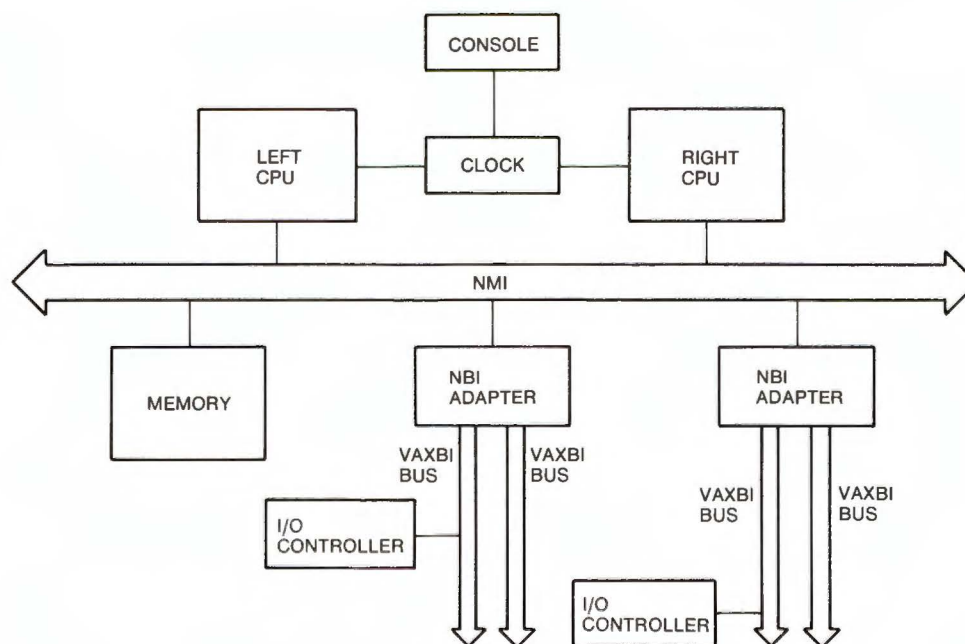 CONSOLE
LEFT
CPU
CLOCK
RIGHT
CPU
NMI
MEMORY
NBI
ADAPTER
NBI
ADAPTER
VAXBI
BUS
VAXBI
BUS
VAXBI
BUS
VAXBI
BUS
I/O
CONTROLLER
I/O
CONTROLLER